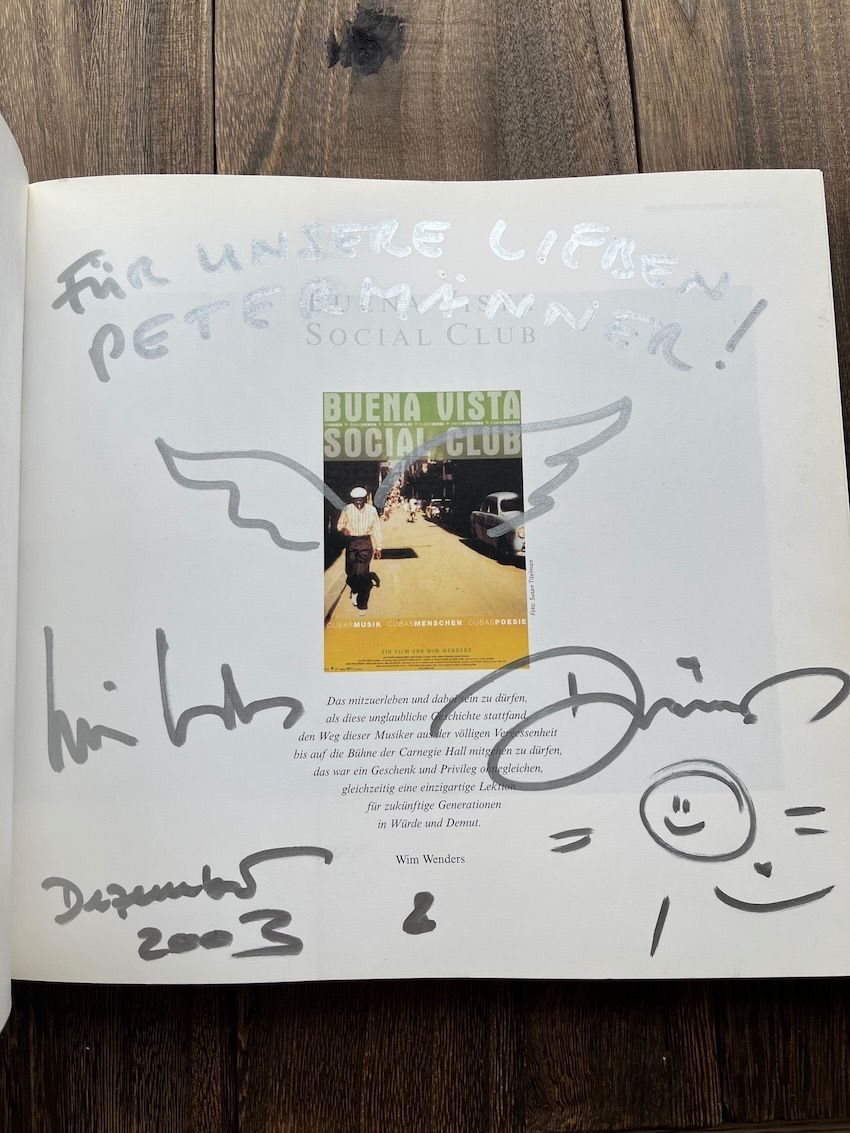 FÜR UNSERE LIEBEN
PETERMÄNNER!
BUENA VISTA
SOCIAL CLUB
BUENA VISTA
SOCIAL CLUB
CUBASMUSIK CUBASMENSCHEN CUBASPOESIE
EIN FILM VON WIM WENDERS
Foto: Susan Titelman
Das mitzuerleben und dabei sein zu dürfen,
als diese unglaubliche Geschichte stattfand,
den Weg dieser Musiker aus der völligen Vergessenheit
bis auf die Bühne der Carnegie Hall mitgehen zu dürfen,
das war ein Geschenk und Privileg ohnegleichen,
gleichzeitig eine einzigartige Lektion
für zukünftige Generationen
in Würde und Demut.
Wim Wenders
Dezember
2003
&